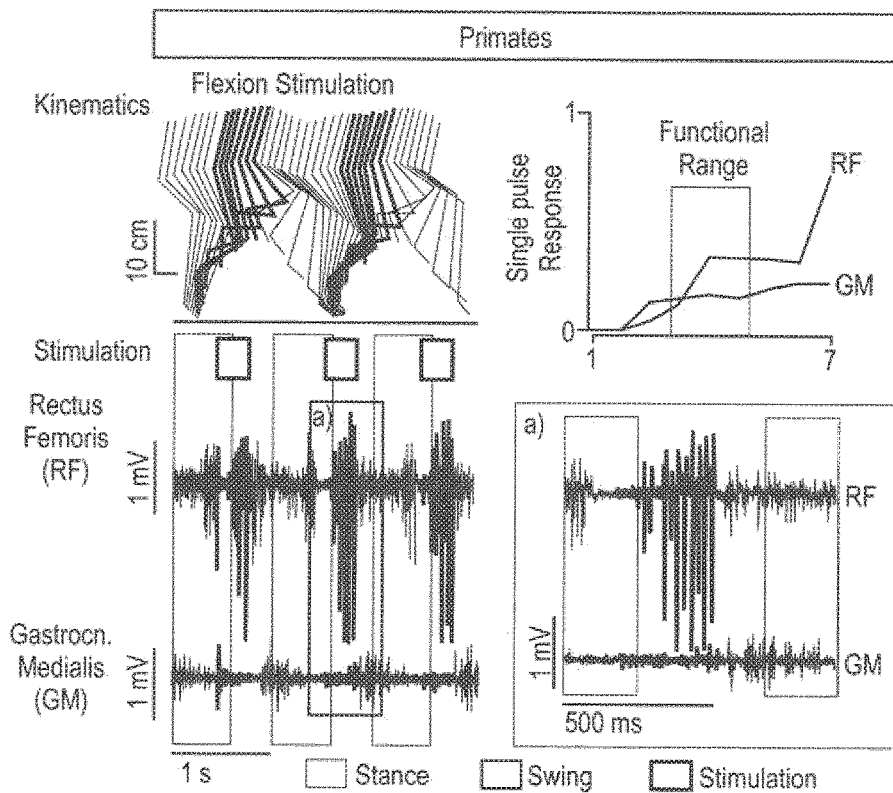 Primates
Flexion Stimulation
Kinematics
10 cm
Stimulation
Rectus
Femoris
(RF)
1 mV
a)
Gastrocn.
Medialis
(GM)
1 mV
1 s
1
Single pulse
Response
0
Functional
Range
RF
GM
1
7
a)
RF
1 mV
GM
500 ms
Stance
Swing
Stimulation